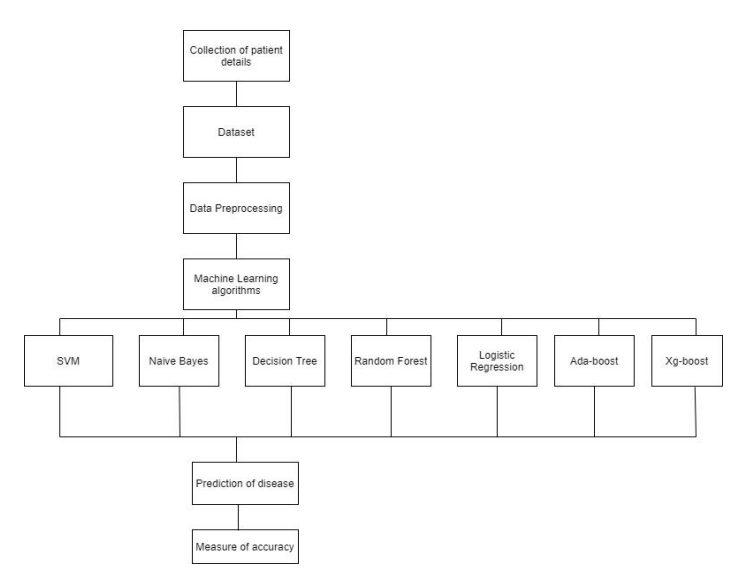 Collection of patient
details
Dataset
Data Preprocessing
Machine Learning
algorithms
SVM
Naive Bayes
Decision Tree
Random Forest
Logistic
Regression
Ada-boost
Xg-boost
Prediction of disease
Measure of accuracy